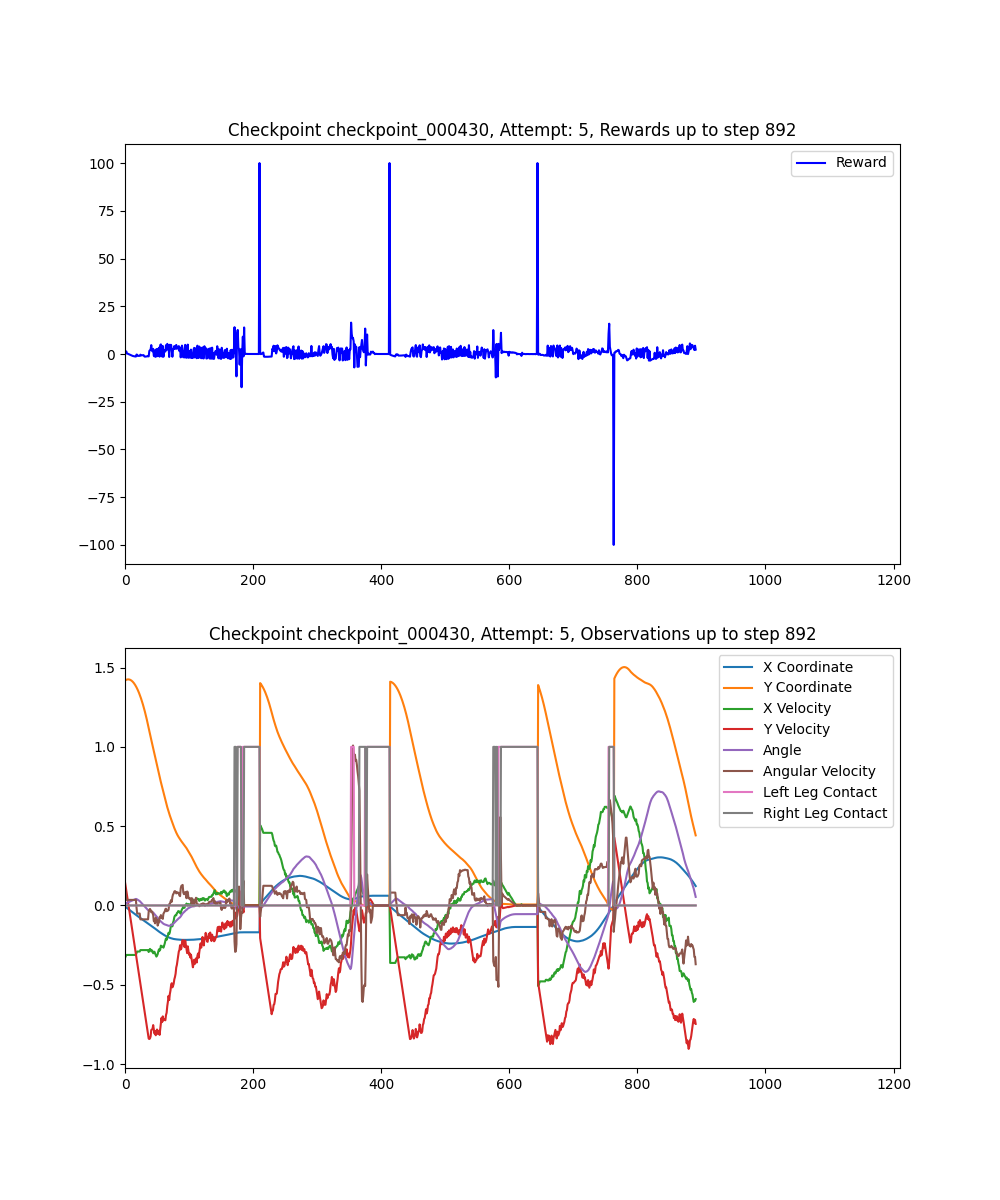 Checkpoint checkpoint_000430, Attempt: 5, Rewards up to step 892
100
75
50
25
0
−25
−50
−75
−100
Reward
0 200 400 600 800 1000 1200
Checkpoint checkpoint_000430, Attempt: 5, Observations up to step 892
1.5
1.0
0.5
0.0
−0.5
−1.0
X Coordinate
Y Coordinate
X Velocity
Y Velocity
Angle
Angular Velocity
Left Leg Contact
Right Leg Contact
0 200 400 600 800 1000 1200